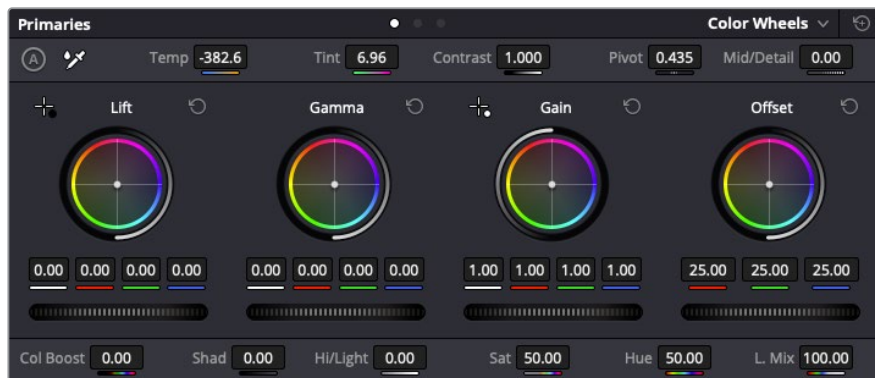 Primaries Color Wheels
A Temp -382.6 Tint 6.96 Contrast 1.000 Pivot 0.435 Mid/Detail 0.00
Lift Gamma Gain Offset
0.00 0.00 0.00 0.00 0.00 0.00 0.00 0.00 1.00 1.00 1.00 1.00 25.00 25.00 25.00
Col Boost 0.00 Shad 0.00 Hi/Light 0.00 Sat 50.00 Hue 50.00 L. Mix 100.00